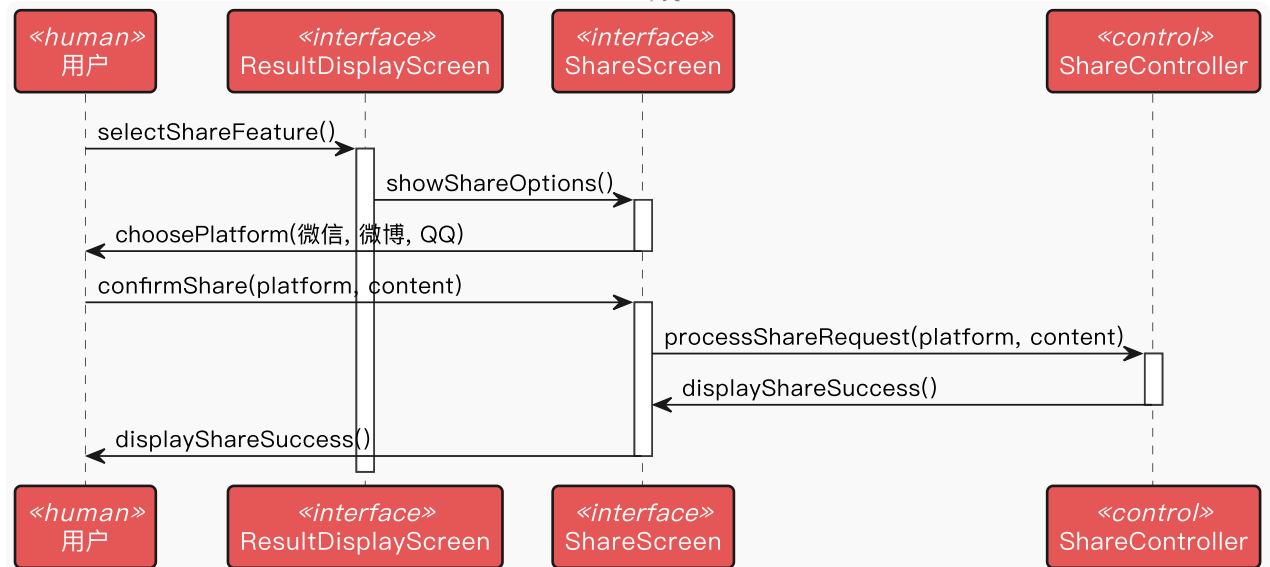 «human»
用户
«interface»
ResultDisplayScreen
«interface»
ShareScreen
«control»
ShareController
selectShareFeature()
showShareOptions()
choosePlatform(微信, 微博, QQ)
confirmShare(platform, content)
processShareRequest(platform, content)
displayShareSuccess()
displayShareSuccess()
«human»
用户
«interface»
ResultDisplayScreen
«interface»
ShareScreen
«control»
ShareController